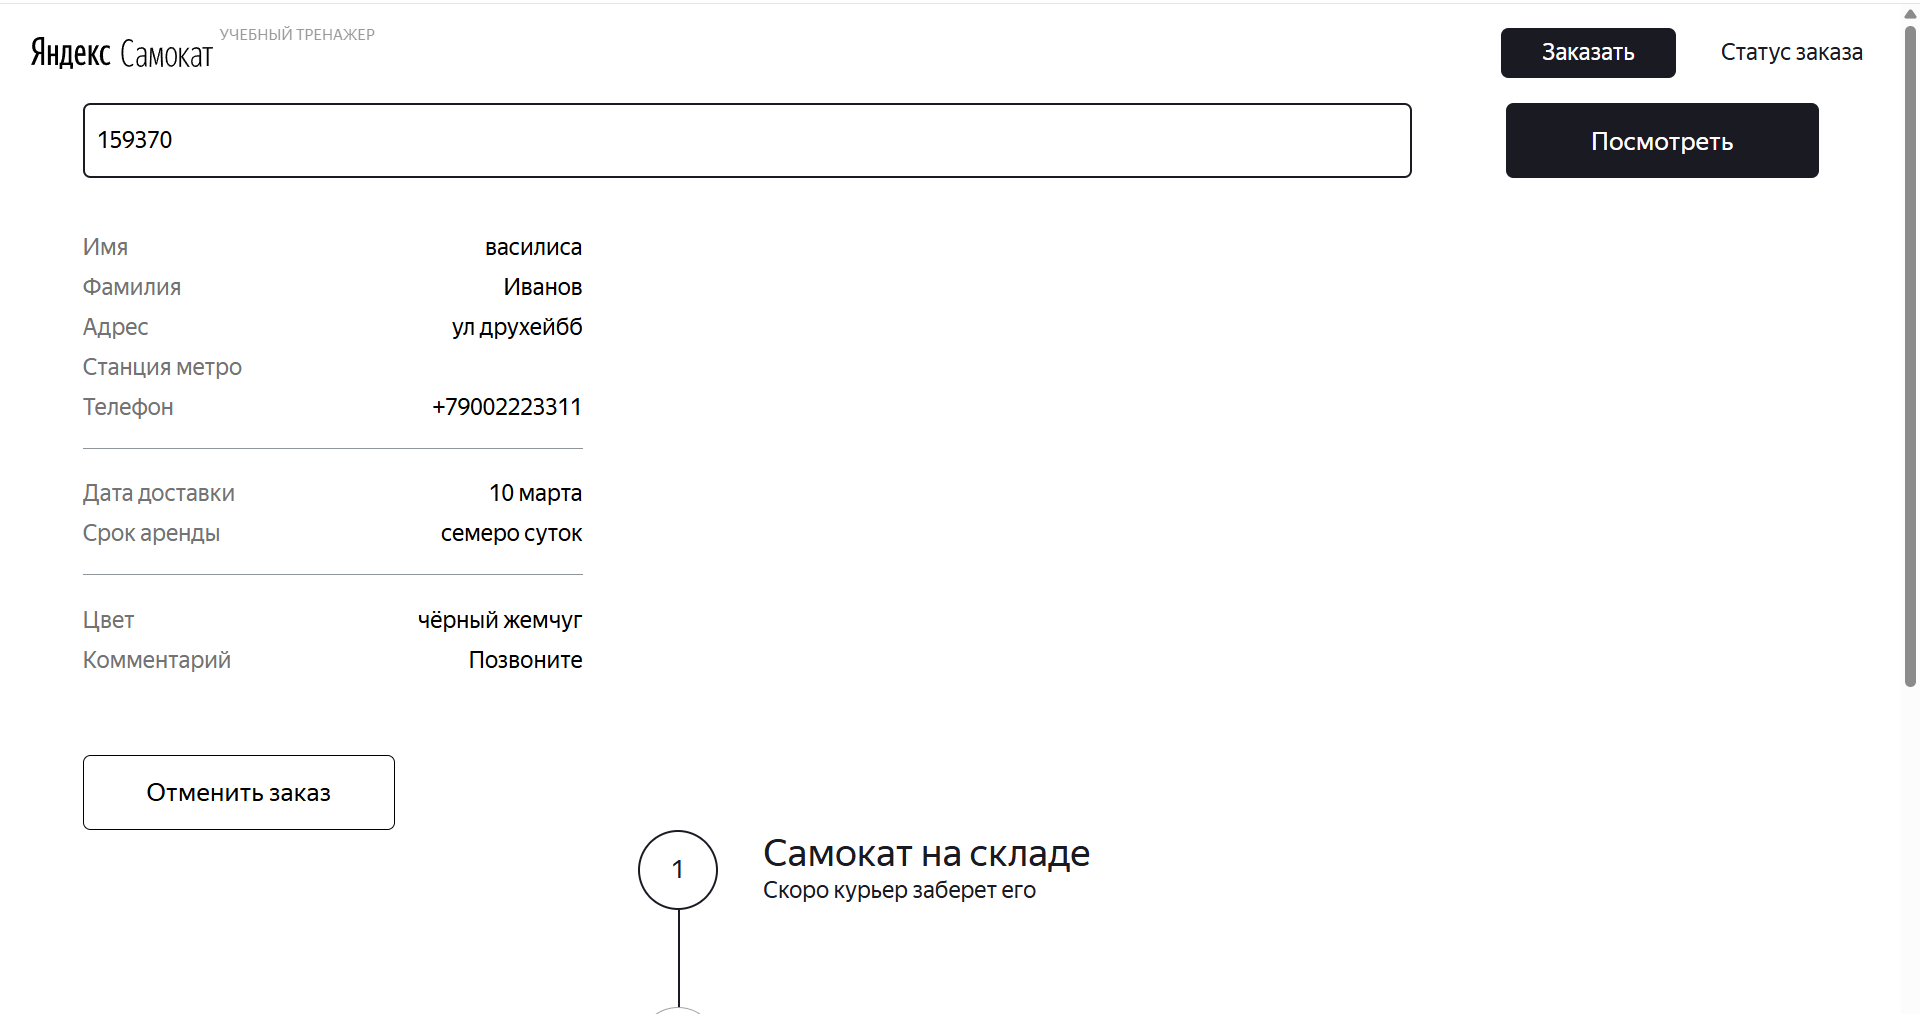 Яндекс Самокат
УЧЕБНЫЙ ТРЕНАЖЕР
Заказать
Статус заказа
159370
Посмотреть
Имя василиса
Фамилия Иванов
Адрес ул друхейбб
Станция метро
Телефон +79002223311
Дата доставки 10 марта
Срок аренды семеро суток
Цвет чёрный жемчуг
Комментарий Позвоните
Отменить заказ
1
Самокат на складе
Скоро курьер заберет его